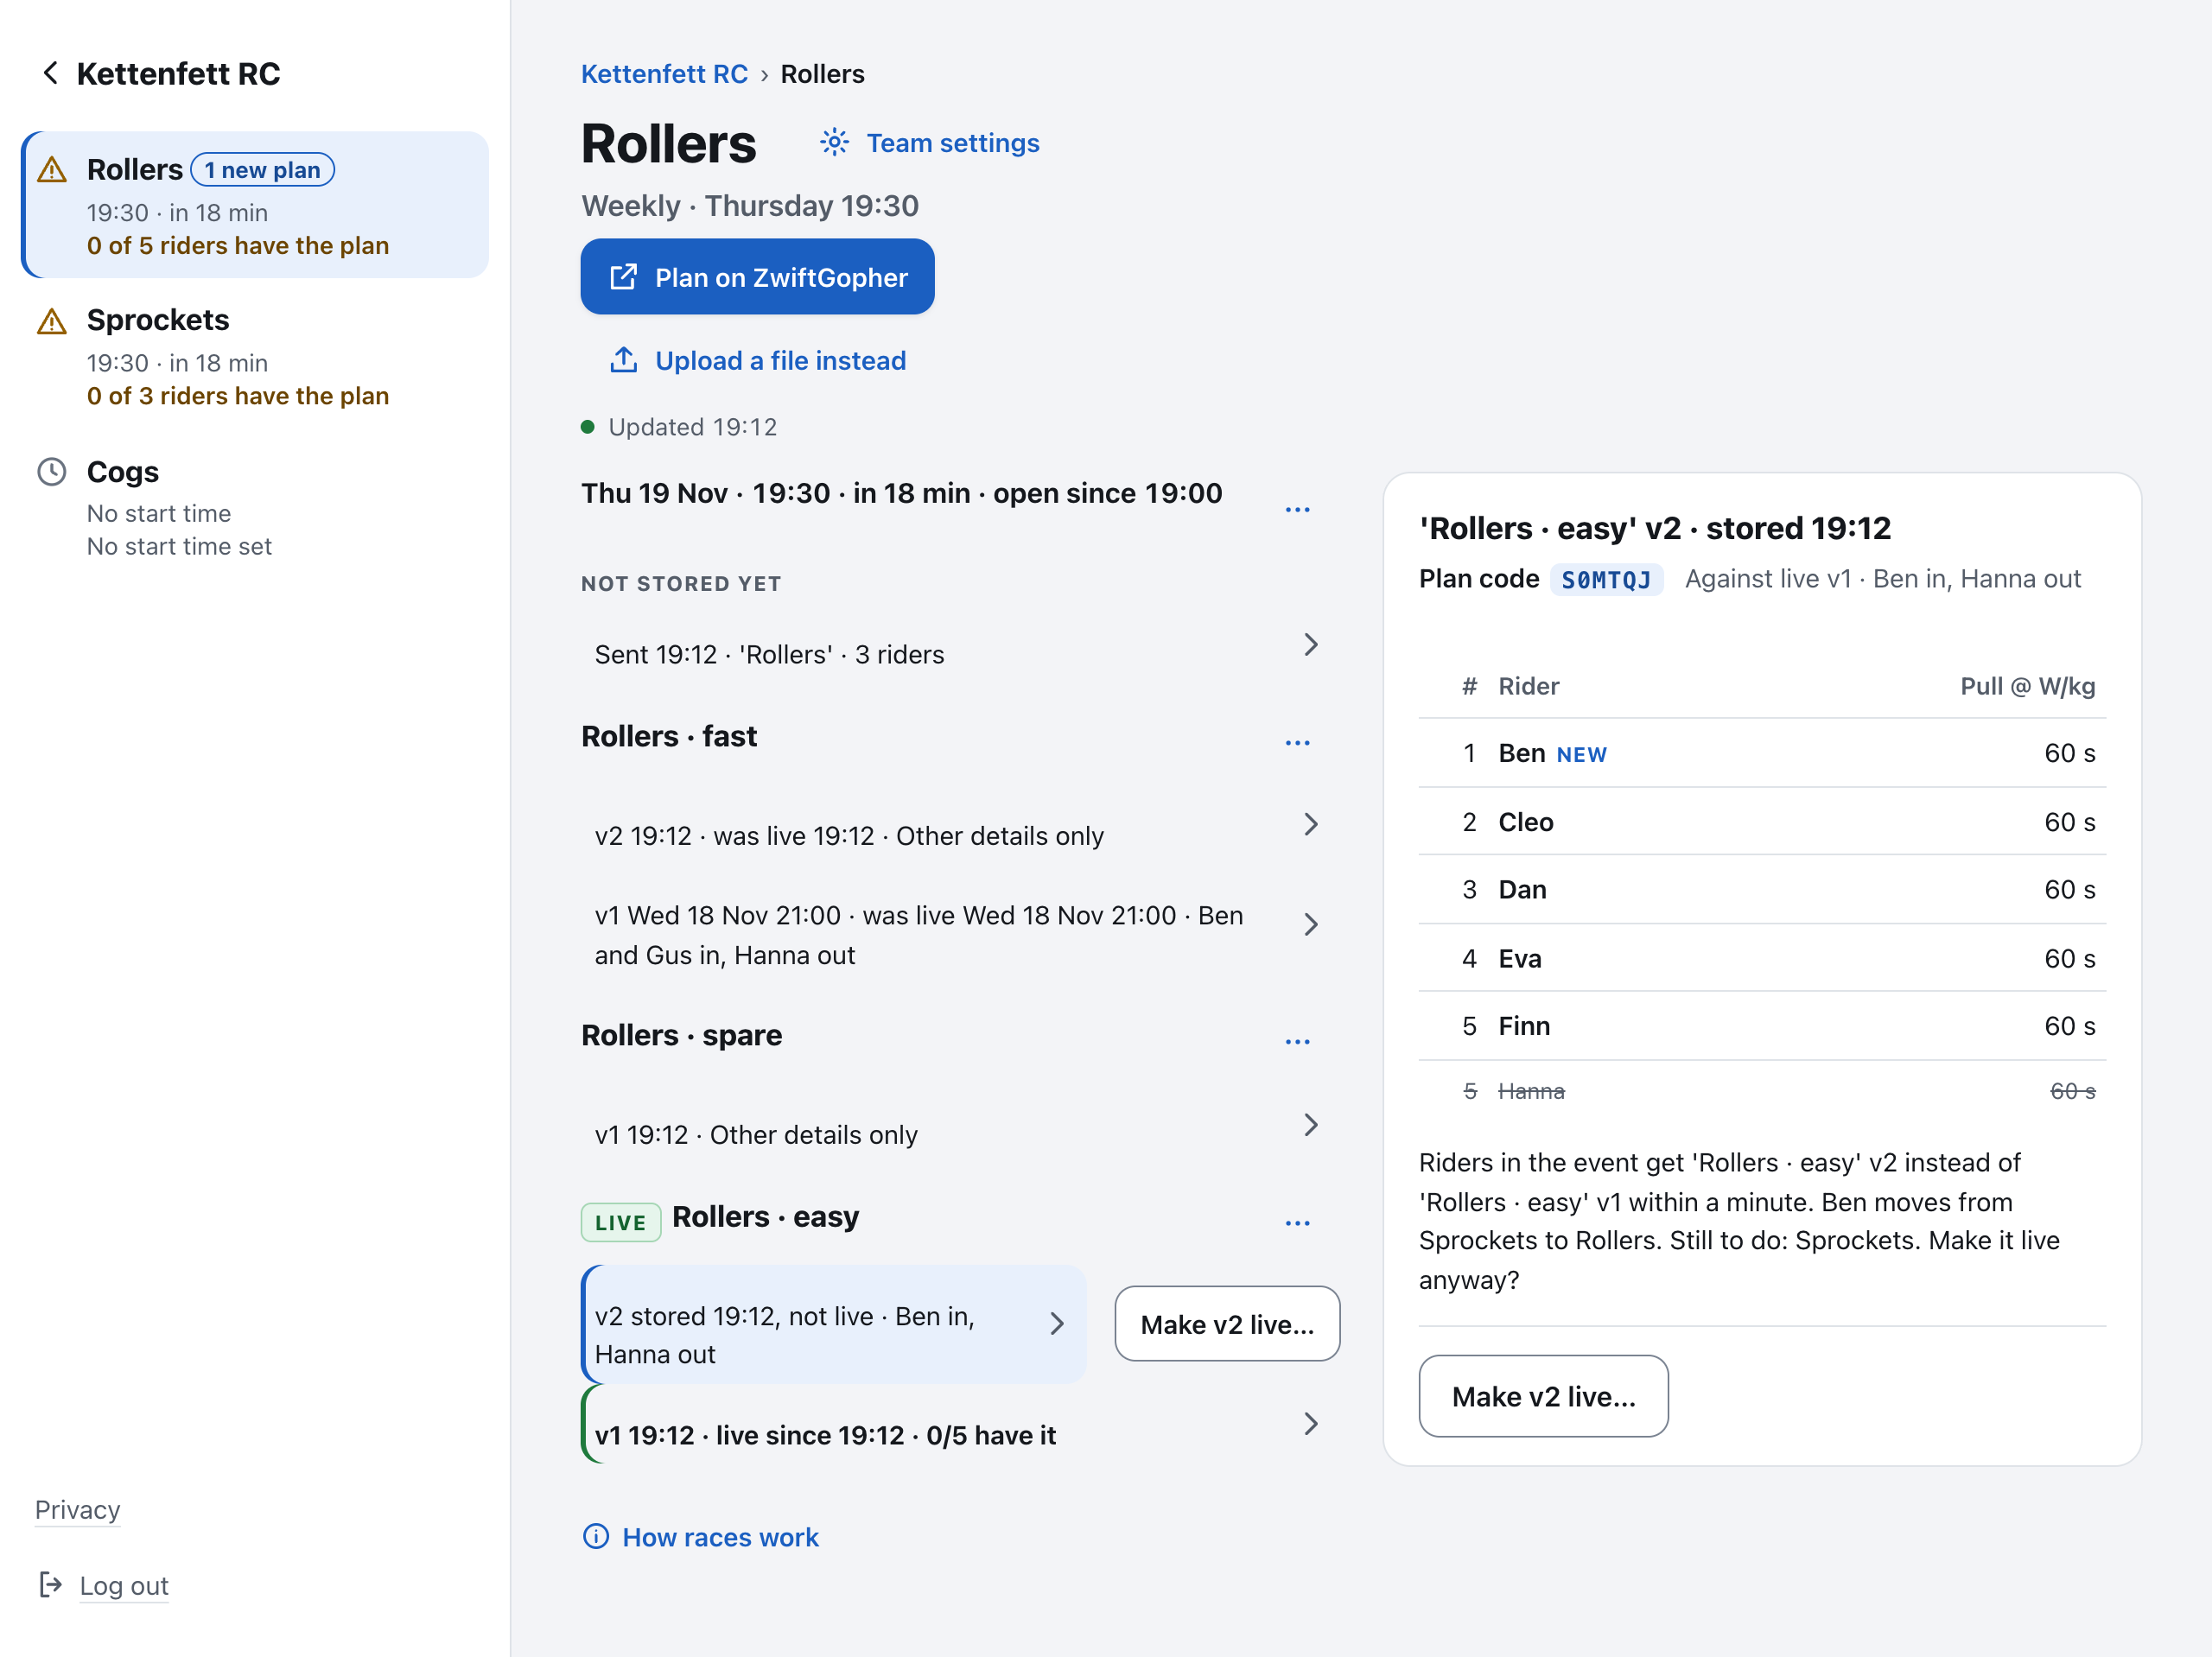 Kettenfett RC
Rollers 1 new plan
19:30 · in 18 min
0 of 5 riders have the plan
Sprockets
19:30 · in 18 min
0 of 3 riders have the plan
Cogs
No start time
No start time set
Privacy
Log out
Kettenfett RC › Rollers
Rollers
Team settings
Weekly · Thursday 19:30
Plan on ZwiftGopher
Upload a file instead
Updated 19:12
Thu 19 Nov · 19:30 · in 18 min · open since 19:00
...
NOT STORED YET
Sent 19:12 · 'Rollers' · 3 riders
Rollers · fast
...
v2 19:12 · was live 19:12 · Other details only
v1 Wed 18 Nov 21:00 · was live Wed 18 Nov 21:00 · Ben
and Gus in, Hanna out
Rollers · spare
...
v1 19:12 · Other details only
LIVE Rollers · easy
...
v2 stored 19:12, not live · Ben in,
Hanna out
Make v2 live...
v1 19:12 · live since 19:12 · 0/5 have it
How races work
'Rollers · easy' v2 · stored 19:12
Plan code S0MTQJ Against live v1 · Ben in, Hanna out
# Rider Pull @ W/kg
1 Ben NEW 60 s
2 Cleo 60 s
3 Dan 60 s
4 Eva 60 s
5 Finn 60 s
5 Hanna 60 s
Riders in the event get 'Rollers · easy' v2 instead of
'Rollers · easy' v1 within a minute. Ben moves from
Sprockets to Rollers. Still to do: Sprockets. Make it live
anyway?
Make v2 live...